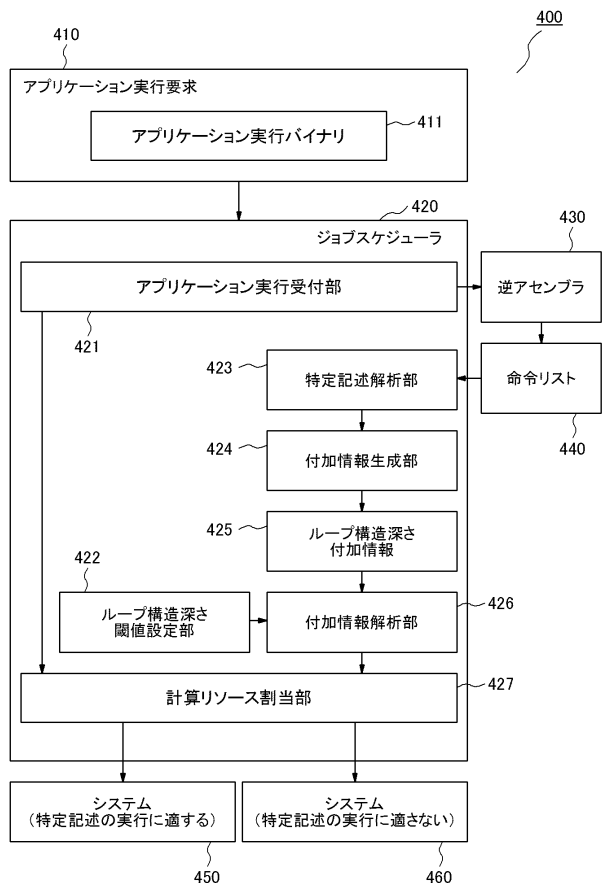 400
410
アプリケーション実行要求
アプリケーション実行バイナリ
411
420
ジョブスケジューラ
430
アプリケーション実行受付部
逆アセンブラ
421
423
特定記述解析部
命令リスト
440
424
付加情報生成部
425
ループ構造深さ
付加情報
422
ループ構造深さ
閾値設定部
付加情報解析部
426
計算リソース割当部
427
システム
(特定記述の実行に適する)
システム
(特定記述の実行に適さない)
450
460